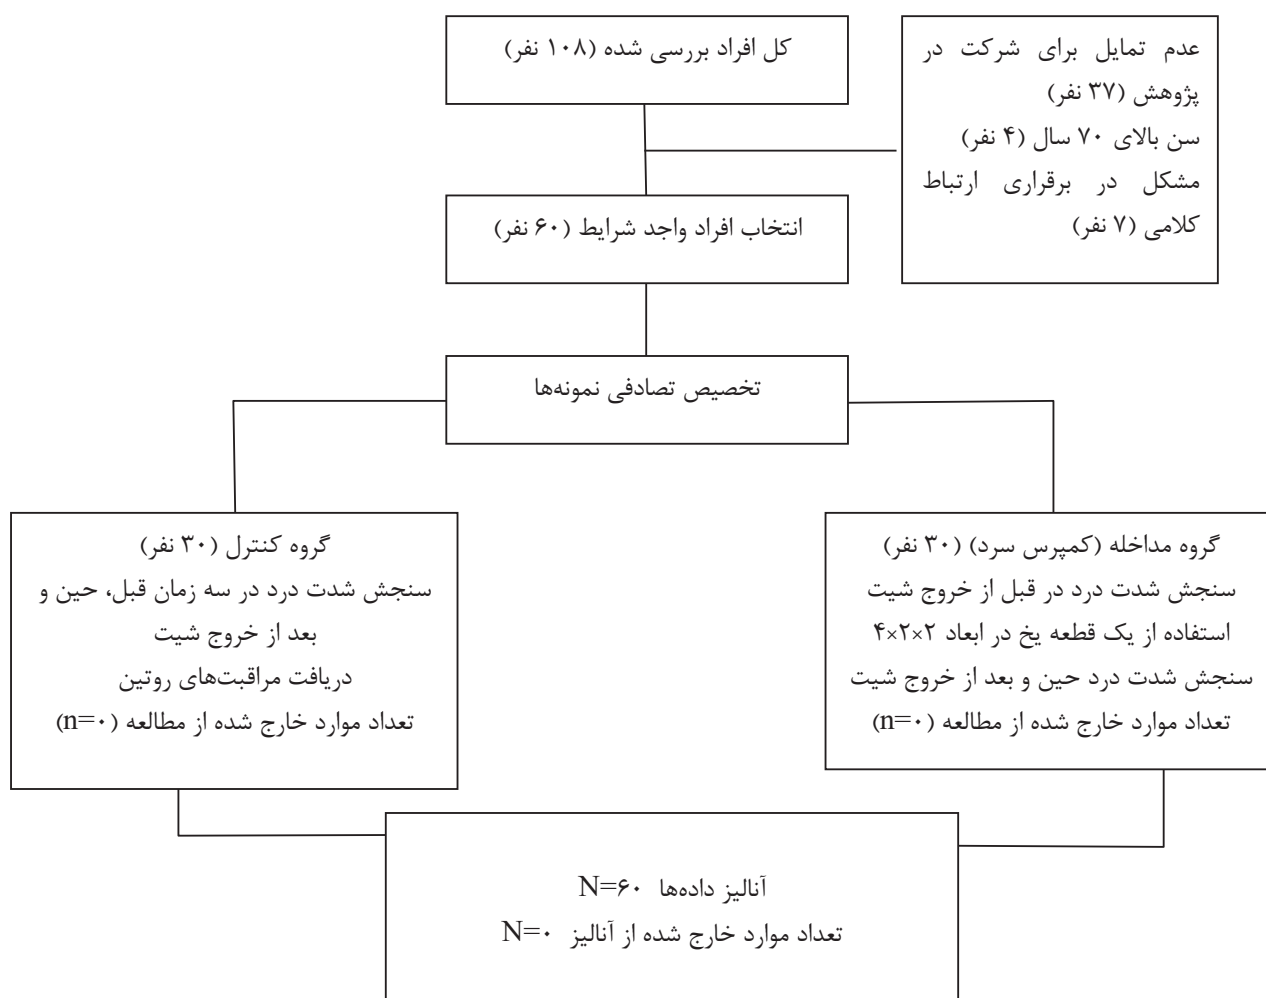 کل افراد بررسی شده (۱۰۸ نفر)
عدم تمایل برای شرکت در
پژوهش (۳۷ نفر)
سن بالای ۷۰ سال (۴ نفر)
مشکل در برقراری ارتباط
کلامی (۷ نفر)
انتخاب افراد واجد شرایط (۶۰ نفر)
تخصیص تصادفی نمونه‌ها
گروه مداخله (کمپرس سرد) (۳۰ نفر)
سنجش شدت درد در قبل از خروج شیت
استفاده از یک قطعه یخ در ابعاد ۲×۲×۴
سنجش شدت درد حین و بعد از خروج شیت
تعداد موارد خارج شده از مطالعه (n=۰)
گروه کنترل (۳۰ نفر)
سنجش شدت درد در سه زمان قبل، حین و
بعد از خروج شیت
دریافت مراقبت‌های روتین
تعداد موارد خارج شده از مطالعه (n=۰)
آنالیز داده‌ها N=۶۰
تعداد موارد خارج شده از آنالیز N=۰